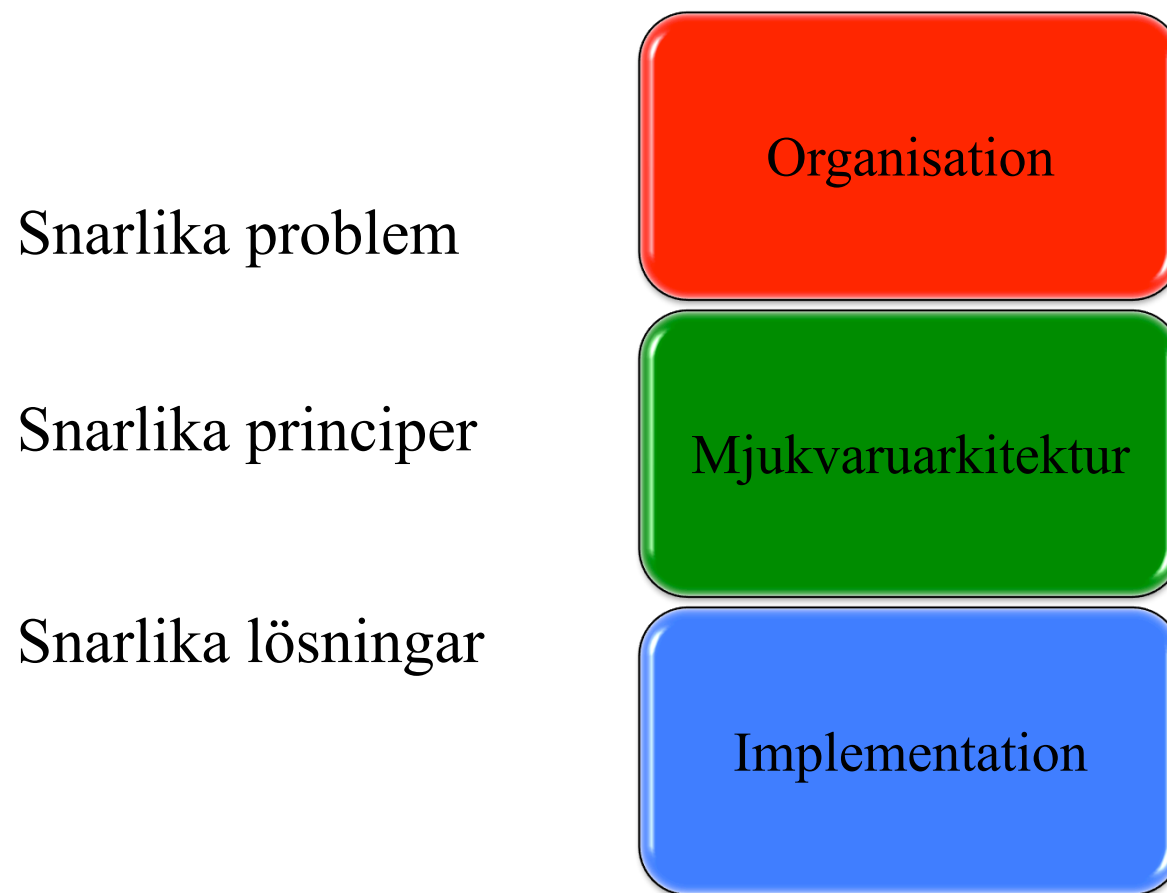 Snarlika problem
Snarlika principer
Snarlika lösningar
Organisation
Mjukvaruarkitektur
Implementation